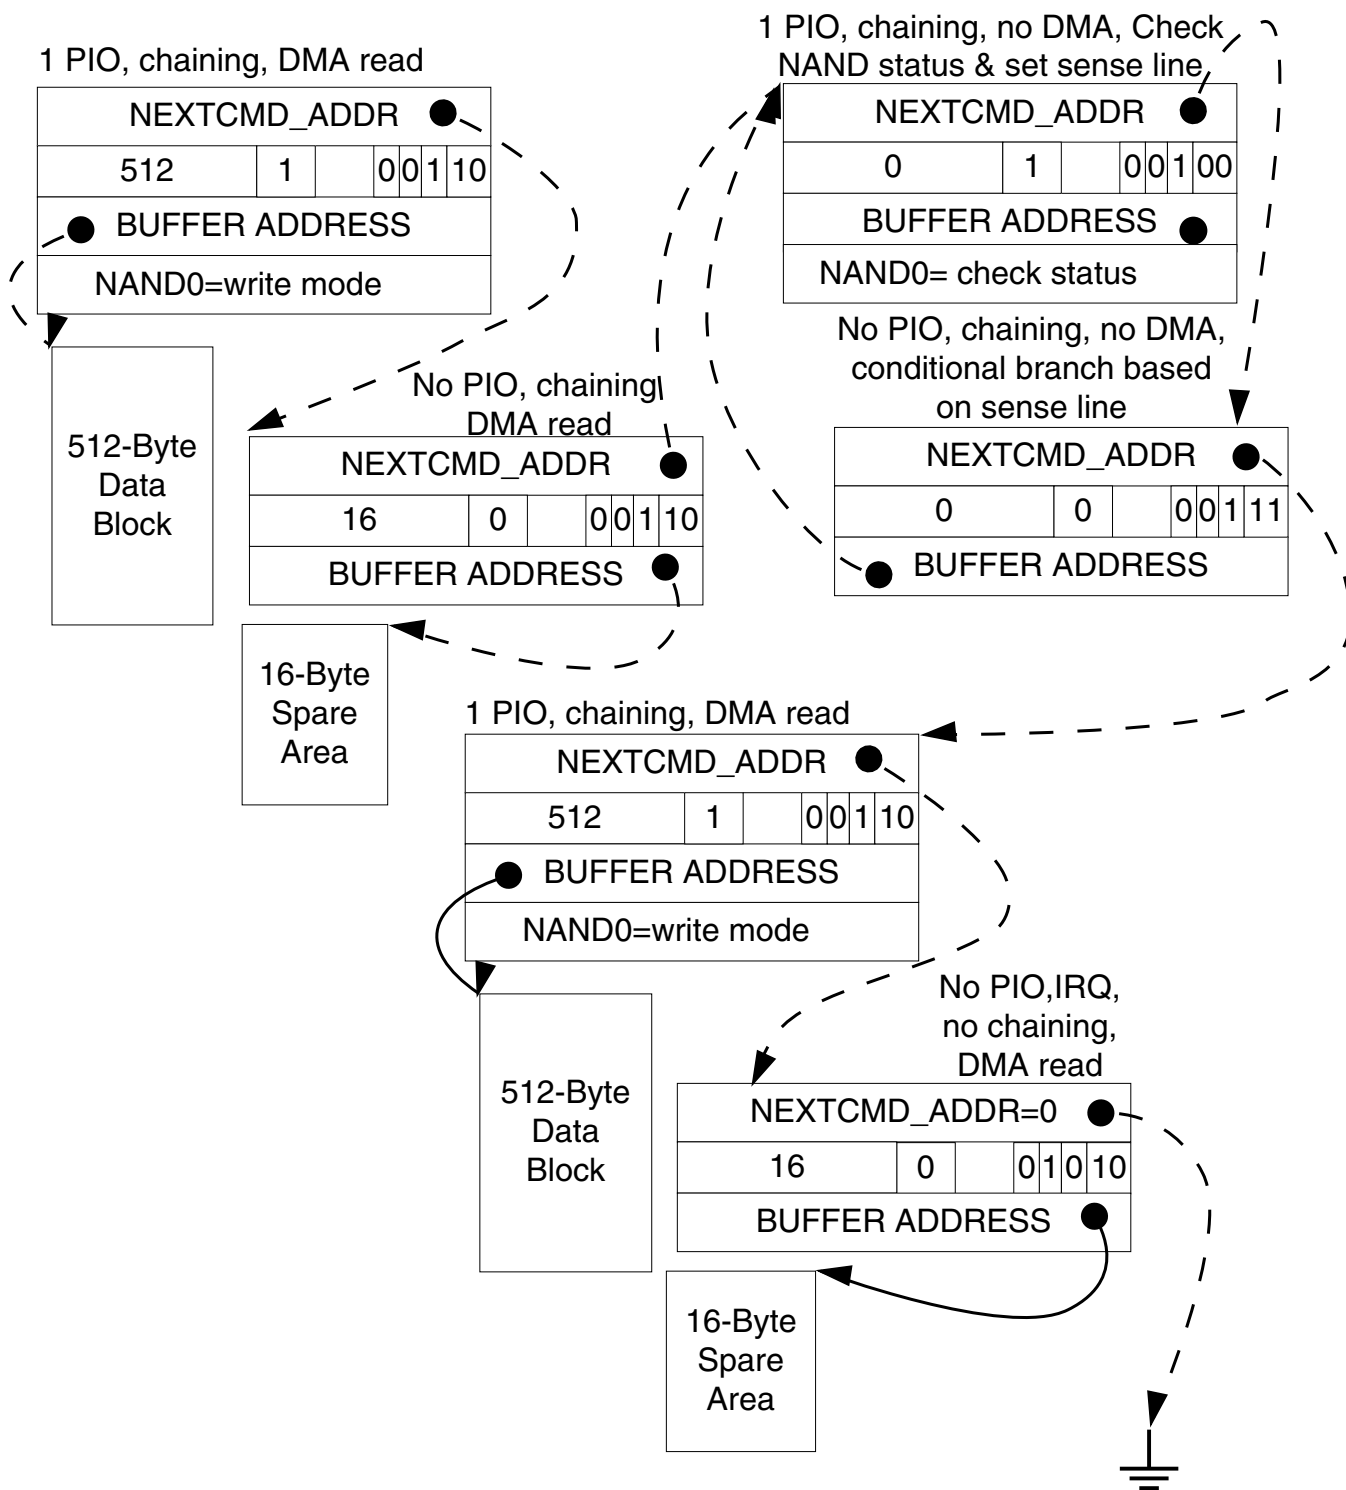 1 PIO, chaining, DMA read
NEXTCMD_ADDR
512 1 0 0 1 10
BUFFER ADDRESS
NAND0=write mode
512-Byte
Data
Block
No PIO, chaining
DMA read
NEXTCMD_ADDR
16 0 0 0 1 10
BUFFER ADDRESS
16-Byte
Spare
Area
1 PIO, chaining, no DMA, Check
NAND status & set sense line
NEXTCMD_ADDR
0 1 0 0 1 00
BUFFER ADDRESS
NAND0= check status
No PIO, chaining, no DMA,
conditional branch based
on sense line
NEXTCMD_ADDR
0 0 0 0 1 11
BUFFER ADDRESS
1 PIO, chaining, DMA read
NEXTCMD_ADDR
512 1 0 0 1 10
BUFFER ADDRESS
NAND0=write mode
512-Byte
Data
Block
No PIO,IRQ,
no chaining,
DMA read
NEXTCMD_ADDR=0
16 0 0 1 0 10
BUFFER ADDRESS
16-Byte
Spare
Area